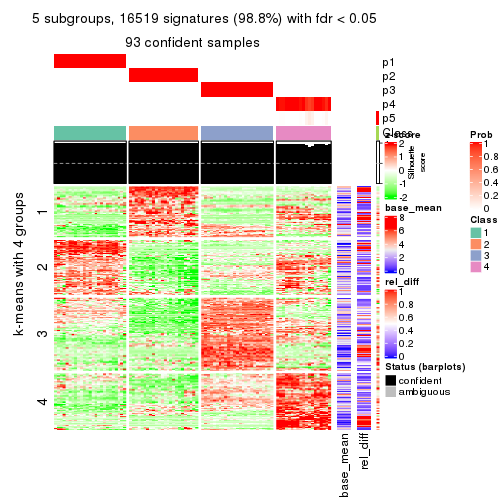 5 subgroups, 16519 signatures (98.8%) with fdr < 0.05
93 confident samples
p1
p2
p3
p4
p5
Class
z-score
2
1
0
-1
-2
Silhouette
score
Prob
1
0.8
0.6
0.4
0.2
0
base_mean
8
6
4
2
0
Class
1
2
3
4
rel_diff
1
0.8
0.6
0.4
0.2
0
Status (barplots)
confident
ambiguous
k-means with 4 groups
1
2
3
4
base_mean
rel_diff